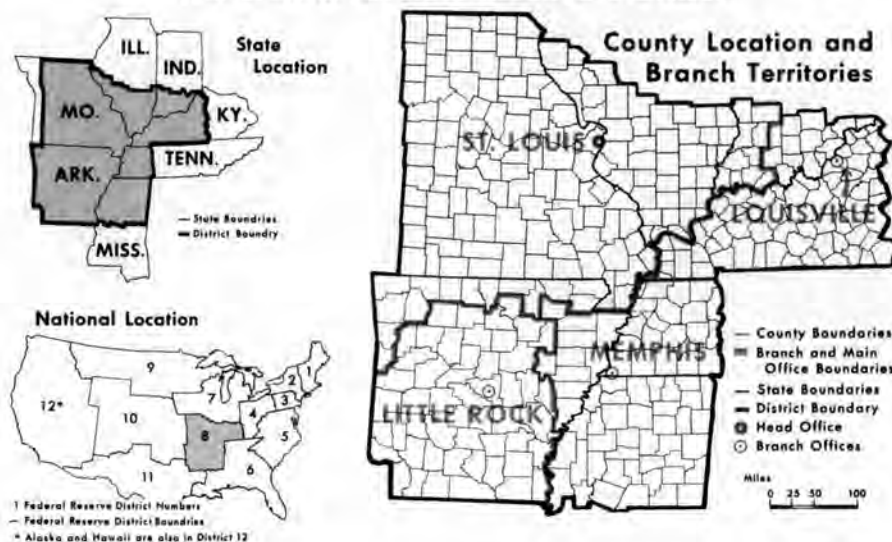 ILL.
IND.
State
Location
MO.
KY.
TENN.
ARK.
State Boundaries
District Boundry
MISS.
National Location
9
12*
10
7
2
1
3
4
8
5
6
11
1 Federal Reserve District Numbers
Federal Reserve District Boundries
* Alaska and Hawaii are also in District 12
County Location and
Branch Territories
ST. LOUIS
LOUISVILLE
MEMPHIS
LITTLE ROCK
County Boundaries
Branch and Main
Office Boundaries
State Boundaries
District Boundary
Head Office
Branch Offices
Miles
0 25 50 100